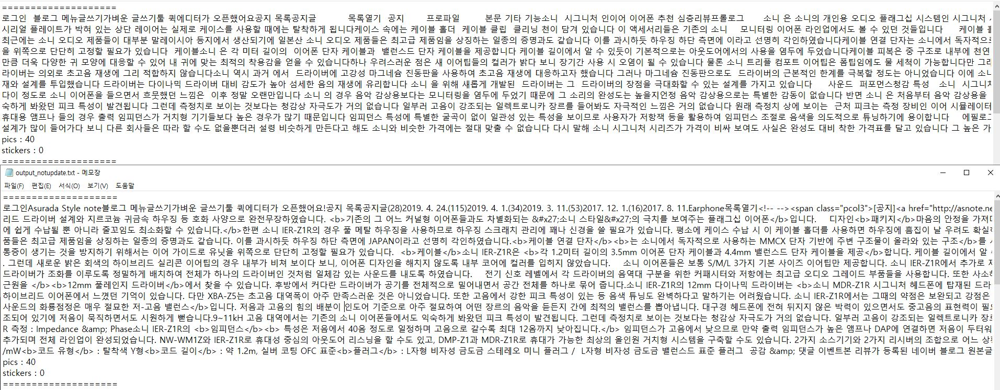 ====================
로그인 블로그 메뉴글쓰기가벼운 글쓰기툴 퀵에디터가 오픈했어요공지 목록공지글 목록열기 공지 프로파일 본문 기타 기능소니 시그니처 인이어 이어폰 추천 심층리뷰프롤로그 소니 은 소니의 개인용 오디오 플래그십 시스템인 시그니처
시리얼 플레이트가 박혀 있는 상단 레이어는 실제로 케이스를 사용할 때에는 탈착하게 됩니다케이스 속에는 케이블 홀더 케이블 클립 클리닝 천이 담겨 있습니다 이 액세서리들은 기존의 소니 모니터링 이어폰 라인업에서도 볼 수 있던 것들입니다 케이블
최근에는 소니 오디오 제품들이 대부분 말레이시아 등지에서 생산되기에 일본산 소니 오디오 제품들은 최고급 제품임을 상징하는 일종의 증명과도 같습니다 이를 과시하듯 하우징 하단 측면에 이라고 선명히 각인하였습니다케이블 연결 단자는 소니에서 독자적으로
을 위쪽으로 단단히 고정할 필요가 있습니다 케이블소니 은 각 미터 길이의 이어폰 단자 케이블과 밸런스드 단자 케이블을 제공합니다 케이블 길이에서 알 수 있듯이 기본적으로는 아웃도어에서의 사용을 염두에 두었습니다케이블 피복은 중 구조로 내부에 천연
만큼 더욱 다양한 귀 모양에 대응할 수 있어 내 귀에 맞는 최적의 착용감을 얻을 수 있습니다하나 우려스러운 점은 새 이어팁들의 컬러가 밝다 보니 장기간 사용 시 오염이 될 수 있습니다 물론 소니 트리플 컴포트 이어팁은 폼팁임에도 물 세척이 가능합니다만 그
라이버는 의외로 초고음 재생에 그리 적합하지 않습니다소니 역시 과거 에서 드라이버에 고강성 마그네슘 진동판을 사용하여 초고음 재생에 대응하고자 했습니다 그러나 마그네슘 진동판으로도 드라이버의 근본적인 한계를 극복할 정도는 아니었습니다 이에 소니
재와 설계를 투입했습니다 드라이버는 다이나믹 드라이버 대비 감도가 높아 섬세한 음의 재생에 유리합니다 소니 을 위해 새롭게 개발된 드라이버는 그 드라이버의 장점을 극대화할 수 있는 설계를 가지고 있습니다 사운드 퍼포먼스청감 특성 소니 시그니처
다이 정도로 소니 이어폰을 들으면서 흐뭇했던 느낌은 이후 정말 오랜만입니다 소니 의 경우 음악 감상용보다는 모니터링을 염두에 두었기 때문에 그 소리의 완성도는 높을지언정 음악 감상용으로는 특별한 감동이 없습니다 반면 소니 은 처음부터 음악 감상용을
숙하게 봐왔던 피크 특성이 발견됩니다 그런데 측정치로 보이는 것보다는 청감상 자극도가 거의 없습니다 일부러 고음이 강조되는 일렉트로니카 장르를 들어봐도 자극적인 느낌은 거의 없습니다 원래 측정치 상에 보이는 근처 피크는 측정 장비인 이어 시뮬레이터
휴대용 앰프나 들의 경우 출력 임피던스가 거치형 기기들보다 높은 경우가 많기 때문입니다 임피던스 특성에 특별한 굴곡이 없이 일관성 있는 특성을 보이므로 사용자가 저항잭 등을 활용하여 임피던스 조절로 음색을 의도적으로 튜닝하기에 용이합니다 에필로그
설계가 많이 들어가다 보니 다른 회사들은 따라 할 수도 없을뿐더러 설령 비슷하게 만든다고 해도 소니와 비슷한 가격에는 절대 맞출 수 없습니다 다시 말해 소니 시그니처 시리즈가 가격이 비싸 보여도 사실은 완성도 대비 착한 가격표를 달고 있습니다 그 높은 가
pics : 40
stickers : 0
====================
output_notupdate.txt - 메모장
파일(F) 편집(E) 서식(O) 보기(V) 도움말
====================
로그인Asurada Style note블로그 메뉴글쓰기가벼운 글쓰기툴 퀵에디터가 오픈했어요!공지 목록공지글(28)2019. 4. 24.(115)2019. 4. 1.(34)2019. 3. 11.(53)2017. 12. 1.(16)2017. 8. 11.Earphone목록열기<!-- --><span class="pcol3">[공지]<a href="http://asnote.ne
리드 드라이버 설계와 지르코늄 귀금속 하우징 등 호화 사양으로 완전무장하였습니다. <b>기존의 그 어느 커널형 이어폰들과도 차별화되는 &#x27;소니 스타일&#x27;의 극치를 보여주는 플래그십 이어폰</b>입니다. 디자인<b>패키지</b>마음의 안정을 가져다
에 쉽게 수납될 뿐 아니라 줄꼬임도 최소화할 수 있습니다.</b>한편 소니 IER-Z1R의 경우 풀 메탈 하우징을 사용하므로 하우징 스크래치 관리에 꽤나 신경을 쓸 필요가 있습니다. 평소에 케이스 수납 시 이 케이블 홀더를 사용하면 하우징에 흠집이 날 우려도 확실히
품들은 최고급 제품임을 상징하는 일종의 증명과도 같습니다. 이를 과시하듯 하우징 하단 측면에 JAPAN이라고 선명히 각인하였습니다.<b>케이블 연결 단자</b><b>는 소니에서 독자적으로 사용하는 MMCX 단자 기반에 주변 구조물이 올라와 있는 구조</b>를
통증이 생기는 것을 방지하기 위해서는 이어 가이드로 유닛을 위쪽으로 단단히 고정할 필요가 있습니다. <b>케이블</b>소니 IER-Z1R은 <b>각 1.2미터 길이의 3.5mm 이어폰 단자 케이블과 4.4mm 밸런스드 단자 케이블을 제공</b>합니다. 케이블 길이에서 알
. 그런데 새로운 밝은 회색의 하이브리드 실리콘 이어팁의 경우 내부가 비쳐 보이다 보니, 이어폰 디자인을 해치지 않도록 내부 코어에 컬러를 입히지 않았습니다. 소니 이어폰들은 보통 S/M/L 3가지 기본 사이즈 이어팁만 제공합니다. 소니 IER-Z1R에서 추가로
드라이버가 조화를 이루도록 정밀하게 배치하여 전체가 하나의 드라이버인 것처럼 일체감 있는 사운드를 내도록 하였습니다. 전기 신호 레벨에서 각 드라이버의 음역대 구분을 위한 커패시터와 저항에는 최고급 오디오 그레이드 부품들을 사용합니다. 또한 사소한
근원을 </b><b>12mm 풀레인지 드라이버</b>에서 찾을 수 있습니다. 후방에서 커다란 드라이버가 공기를 전체적으로 밀어내면서 공간 전체를 하나로 묶어 줍니다.소니 IER-Z1R의 12mm 다이나믹 드라이버는 <b>소니 MDR-Z1R 시그니처 헤드폰에 탑재된 드라
하이브리드 이어폰에서 느꼈던 기억이 있습니다. 다만 XBA-Z5는 초고음 대역폭이 아주 만족스러운 것은 아니었습니다. 또한 고음에서 강한 피크 특성이 있는 등 음색 튜닝도 완벽하다고 말하기는 어려웠습니다. 소니 IER-Z1R에서는 그때의 약점은 보완되고 강점은
사운드의 화룡점정은 매우 절묘한 저-고음 밸런스</b>입니다. 저음과 고음의 힘의 배분이 인도어 기준으로 아주 절묘하여 어떤 장르의 음악을 듣든지 간에 최적의 밸런스를 뽑아냅니다. 대구경 헤드폰에 전혀 뒤지지 않은 박력이 있으면서도 중고음의 표현력이 필요
조되어 있기에 저음이 묵직하면서도 시원하게 뻗습니다.9~11kH 고음 대역에서는 기존의 소니 이어폰들에서도 익숙하게 봐왔던 피크 특성이 발견됩니다. 그런데 측정치로 보이는 것보다는 청감상 자극도가 거의 없습니다. 일부러 고음이 강조되는 일렉트로니카 장르
R 측정 : Impedance &amp; Phase소니 IER-Z1R의 <b>임피던스</b><b> 특성은 저음에서 40옴 정도로 일정하며 고음으로 갈수록 최대 12옴까지 낮아집니다.</b> 임피던스가 고음에서 낮으므로 만약 출력 임피던스가 높은 앰프나 DAP에 연결하면 저음이 두터워
추가되며 전체 라인업이 완성되었습니다. NW-WM1Z와 IER-Z1R로 휴대성 중심의 아웃도어 리스닝을 할 수도 있고, DMP-Z1과 MDR-Z1R로 휴대가 가능한 최상의 올인원 거치형 시스템을 구축할 수도 있습니다. 2가지 소스기기와 2가지 리시버의 조합으로 어느 상황
/mW<b>코드 유형</b> : 탈착색 Y형<b>코드 길이</b> : 약 1.2m, 실버 코팅 OFC 표준<b>플러그</b> : L자형 비자성 금도금 스테레오 미니 플러그 / L자형 비자성 금도금 밸런스드 표준 플러그 공감 &amp; 댓글 이벤트본 리뷰가 등록된 네이버 블로그 원본글
pics : 40
stickers : 0
====================